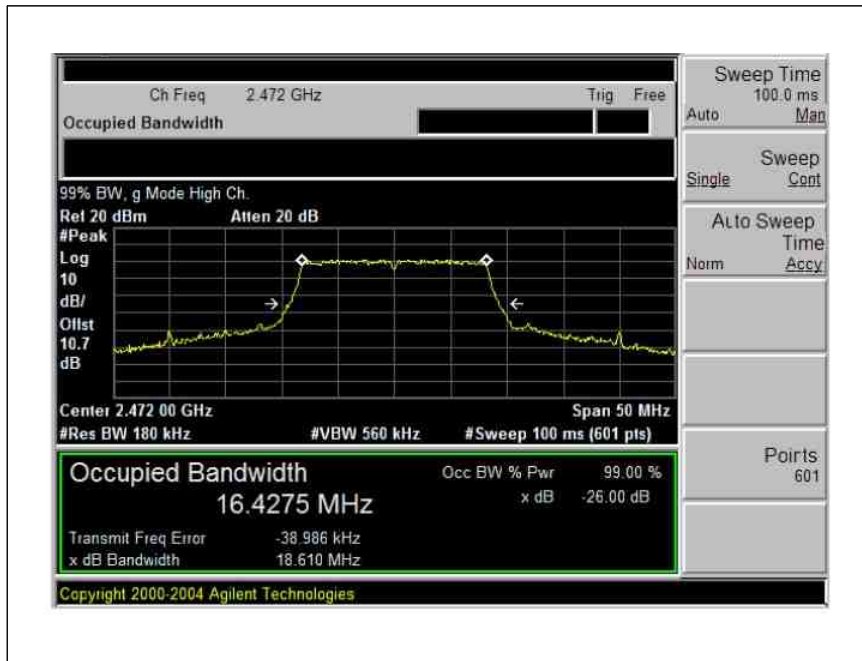 Ch Freq 2.472 GHz Trig Free
Occupied Bandwidth
99% BW, g Mode High Ch.
Ref 20 dBm Atten 20 dB
#Peak
Log
10
dB/
Offst
10.7
dB
Center 2.472 00 GHz Span 50 MHz
#Res BW 180 kHz #VBW 560 kHz #Sweep 100 ms (601 pts)
Occupied Bandwidth Occ BW % Pwr 99.00 %
16.4275 MHz x dB -26.00 dB
Transmit Freq Error -38.986 kHz
x dB Bandwidth 18.610 MHz
Copyright 2000-2004 Agilent Technologies
Sweep Time
100.0 ms
Auto Man
Sweep
Single Cont
Auto Sweep
Time
Norm Accy
Points
601